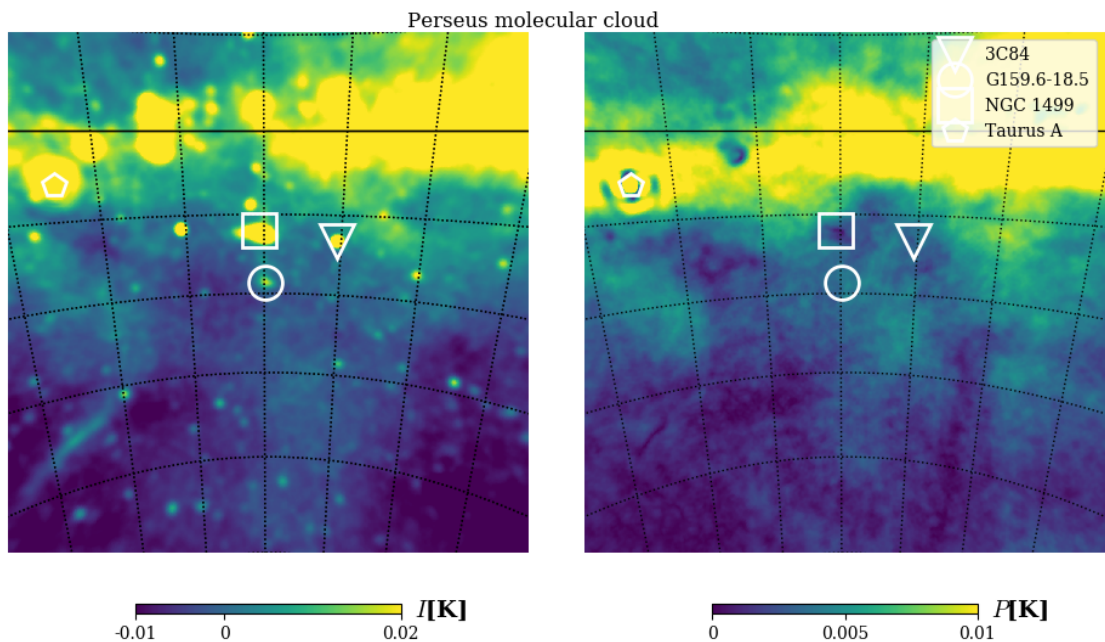 Perseus molecular cloud
3C84
G159.6-18.5
NGC 1499
Taurus A
I[K]
-0.01 0 0.02
P[K]
0 0.005 0.01